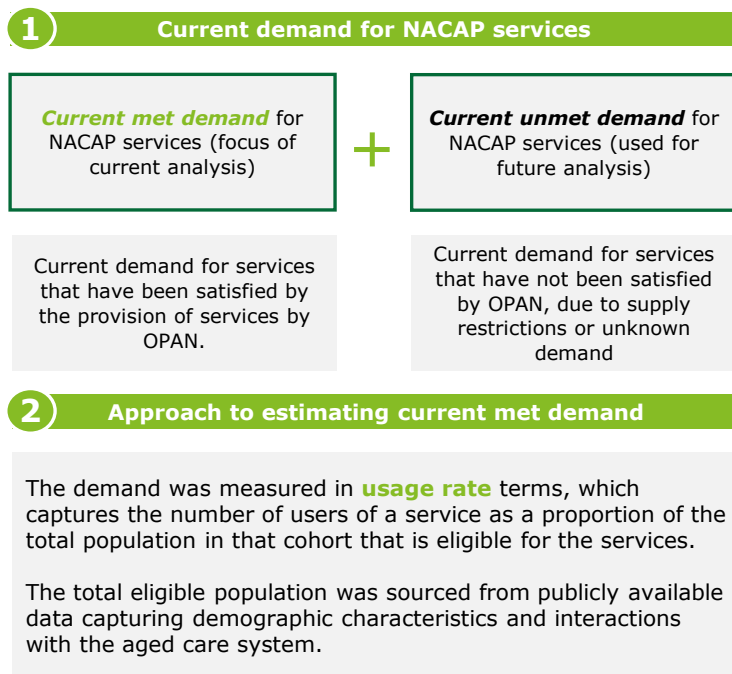 1
Current demand for NACAP services
Current met demand for
NACAP services (focus of
current analysis)
+
Current unmet demand for
NACAP services (used for
future analysis)
Current demand for services
that have been satisfied by
the provision of services by
OPAN.
Current demand for services
that have not been satisfied
by OPAN, due to supply
restrictions or unknown
demand
2
Approach to estimating current met demand
The demand was measured in usage rate terms, which
captures the number of users of a service as a proportion of the
total population in that cohort that is eligible for the services.
The total eligible population was sourced from publicly available
data capturing demographic characteristics and interactions
with the aged care system.